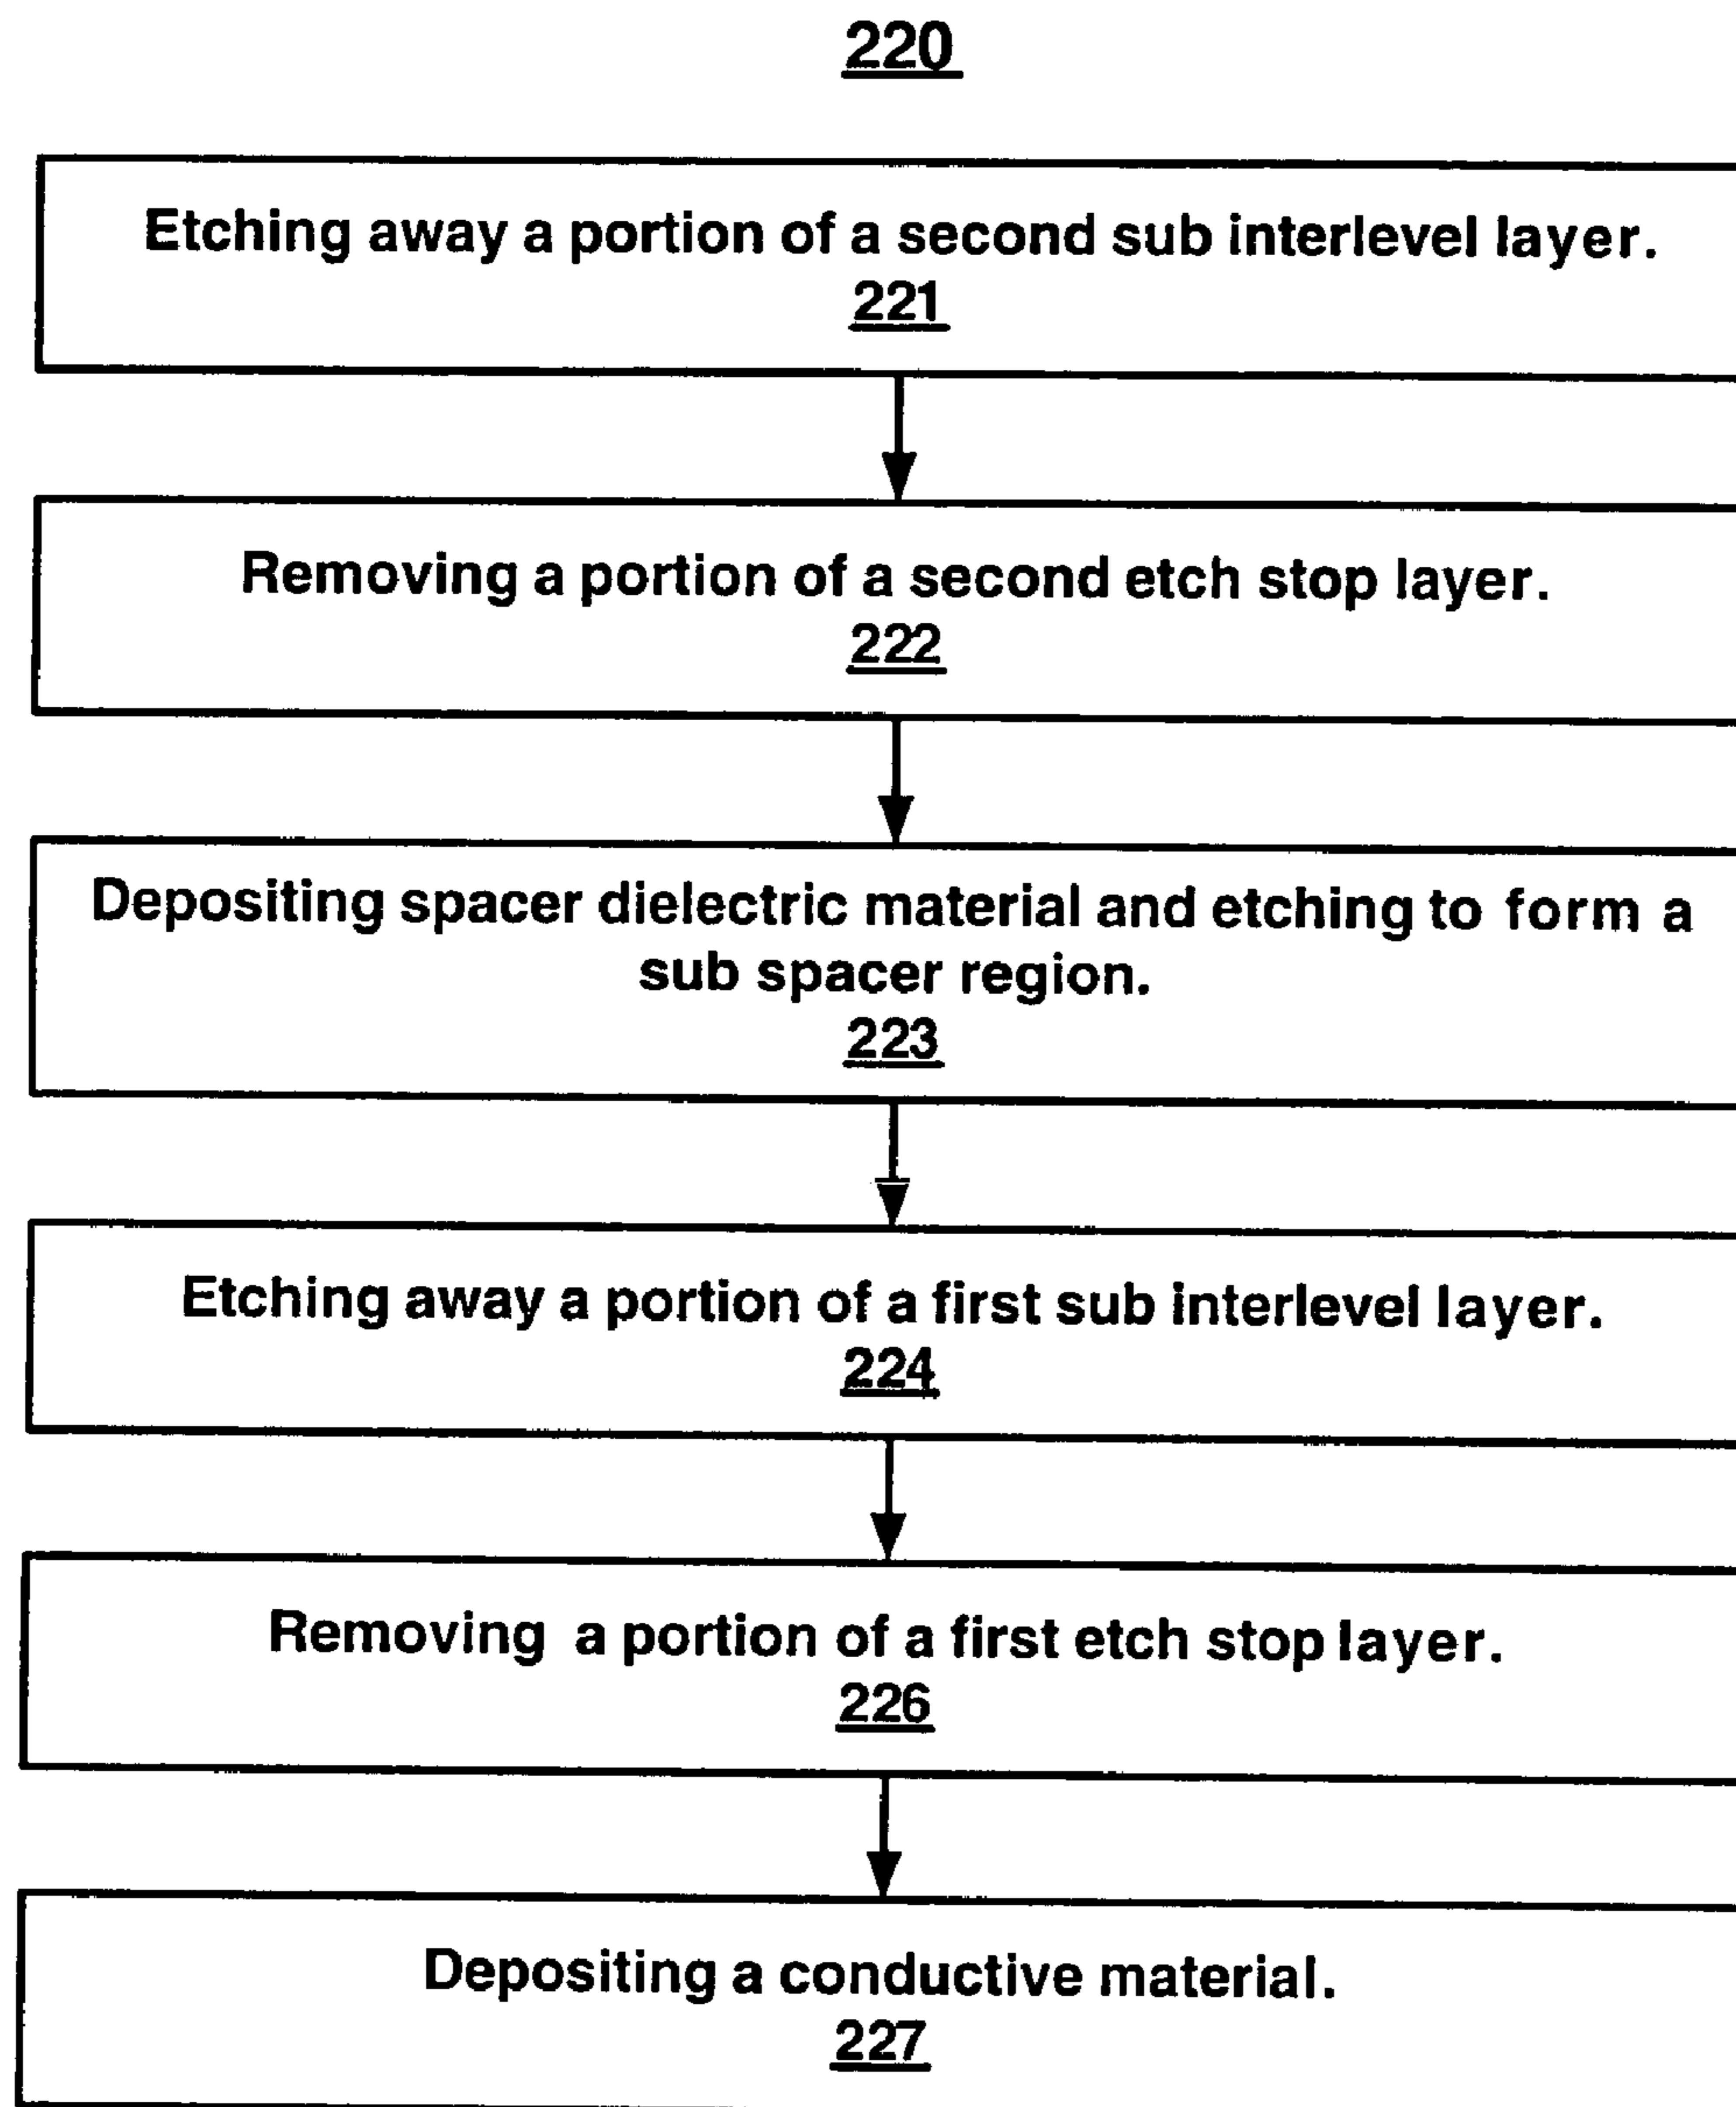 220
Etching away a portion of a second sub interlevel layer.
221
Removing a portion of a second etch stop layer.
222
Depositing spacer dielectric material and etching to form a
sub spacer region.
223
Etching away a portion of a first sub interlevel layer.
224
Removing a portion of a first etch stop layer.
226
Depositing a conductive material.
227